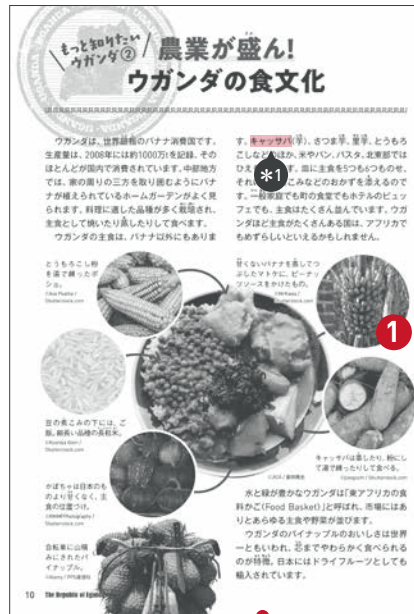 もっと知りたい
ウガンダ②
農業が盛ん!
ウガンダの食文化
ウガンダは、世界屈指のバナナ消費国です。
生産量は、2008年には約1000万tを記録、その
ほとんどが国内で消費されています。中部地方
では、家の周りの三方を取り囲むようにバナ
ナが植えられているホームガーデンがよく見
られます。料理に適した品種が多く栽培され、
主食として焼いたり蒸したりして食べます。
ウガンダの主食は、バナナ以外にもありま
す。キャッサバ(芋)、さつま芋、里芋、とうもろ
こしなどのほか、米やパン、パスタ、北東部では
ひえ
す。皿に主食を5つも6つものせ、
それに
こみなどのおかずを添えるので
す。一般家庭でも町の食堂でもホテルのビュッ
フェでも、主食はたくさん並んでいます。ウガ
ンダほど主食がたくさんある国は、アフリカで
もめずらしいといえるかもしれません。
*1
とうもろこし粉
を湯で練ったポ
ショ。
Shutterstock.com
甘くないバナナを蒸してつ
ぶしたマトケに、ピーナッ
ツソースをかけたもの。
Shutterstock.com
1
豆の煮こみの下には、ご
飯。細長い品種の長粒米。
Shutterstock.com
キャッサバは蒸したり、粉にし
て湯で練ったりして食べる。
Shutterstock.com
かぼちゃは日本のも
のより甘くなく、主
食の位置づけ。
Shutterstock.com
自転車に山積
みにされたパ
イナップル。
水と緑が豊かなウガンダは「東アフリカの食
料かご(Food Basket)」と呼ばれ、市場にはあ
りとあらゆる主食や野菜が並びます。
ウガンダのパイナップルのおいしさは世界
一ともいわれ、芯までやわらかく食べられる
のが特徴。日本にはドライフルーツとしても
輸入されています。
10 The Republic of Uganda